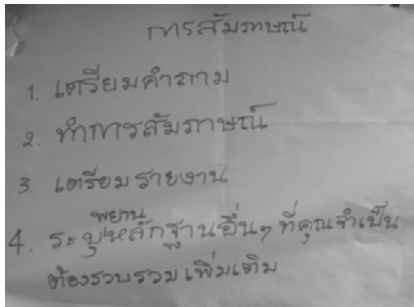 การสัมภาษณ์
1. เตรียมคำถาม
2. ทำการสัมภาษณ์
3. เตรียมรายงาน
4. ระบุพยานหลักฐานอื่นๆ ที่คุณจำเป็น
ต้องรวบรวมเพิ่มเติม